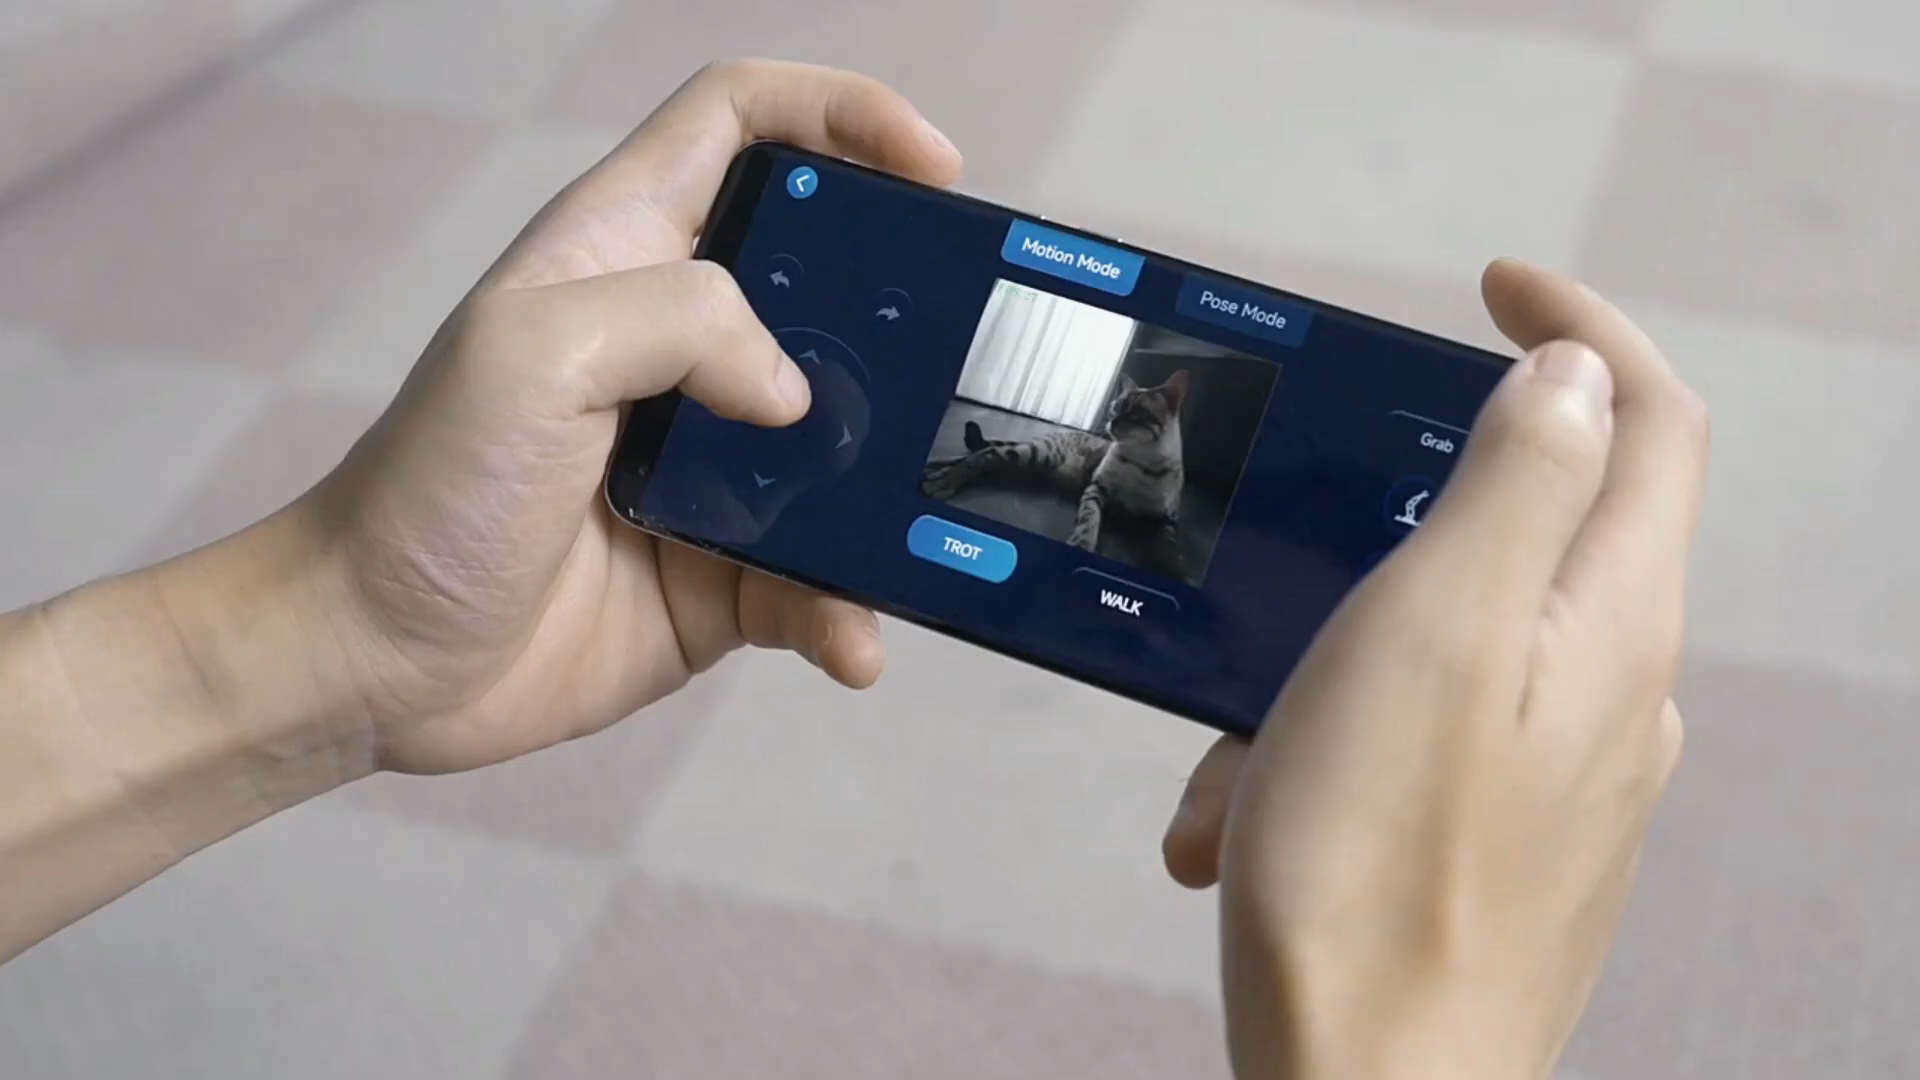 Motion Mode
Pose Mode
Grab
TROT
WALK